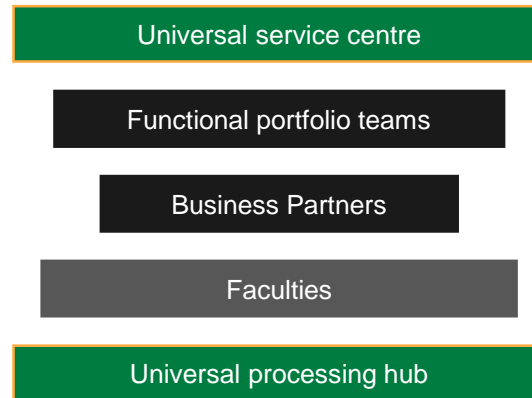 Universal service centre
Functional portfolio teams
Business Partners
Faculties
Universal processing hub